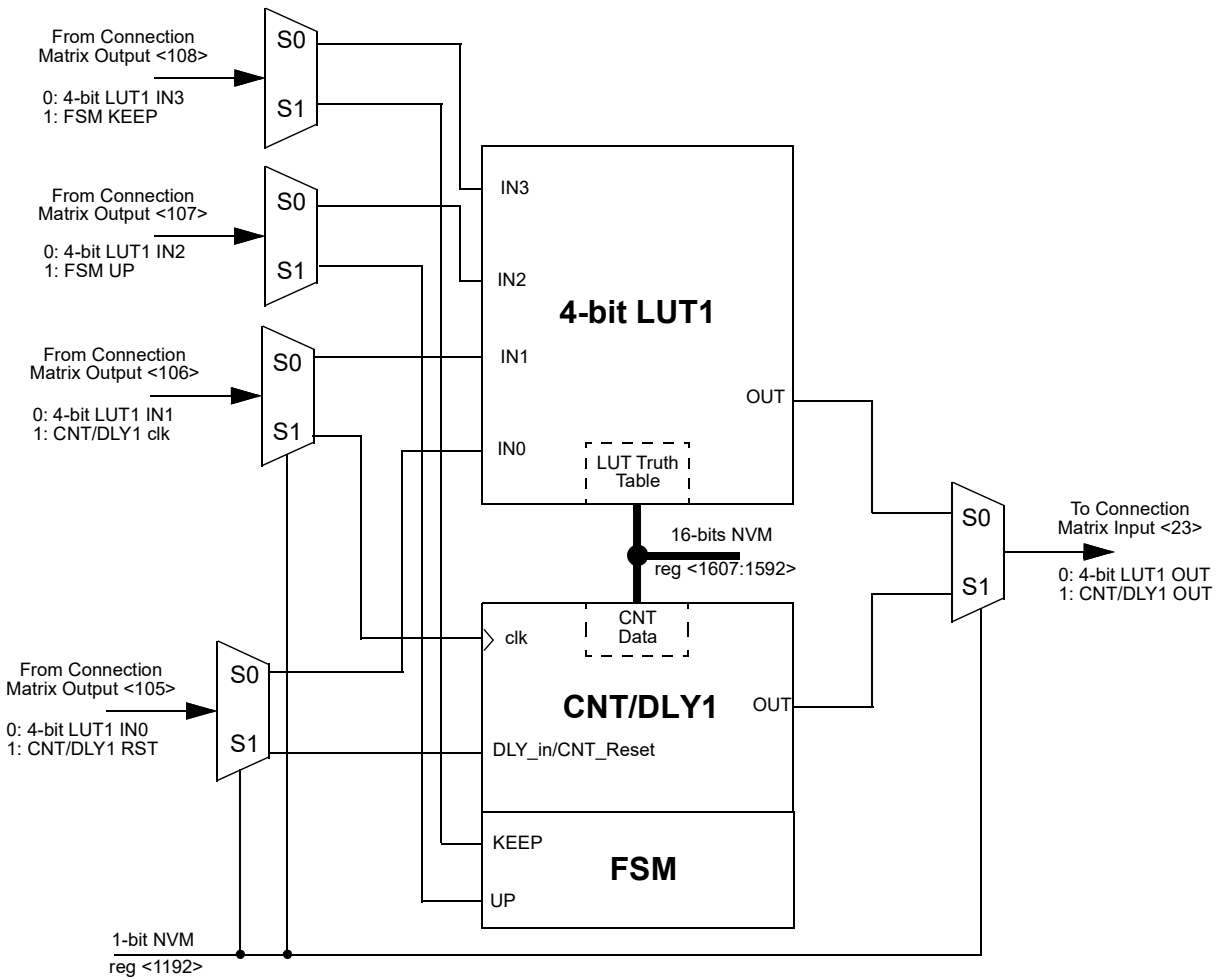 From Connection
Matrix Output <108>
0: 4-bit LUT1 IN3
1: FSM KEEP
S0
S1
From Connection
Matrix Output <107>
0: 4-bit LUT1 IN2
1: FSM UP
S0
S1
From Connection
Matrix Output <106>
0: 4-bit LUT1 IN1
1: CNT/DLY1 clk
S0
S1
From Connection
Matrix Output <105>
0: 4-bit LUT1 IN0
1: CNT/DLY1 RST
S0
S1
IN3
IN2
IN1
IN0
4-bit LUT1
OUT
LUT Truth
Table
16-bits NVM
reg <1607:1592>
CNT
Data
clk
CNT/DLY1
OUT
DLY_in/CNT_Reset
KEEP
FSM
UP
S0
S1
To Connection
Matrix Input <23>
0: 4-bit LUT1 OUT
1: CNT/DLY1 OUT
1-bit NVM
reg <1192>